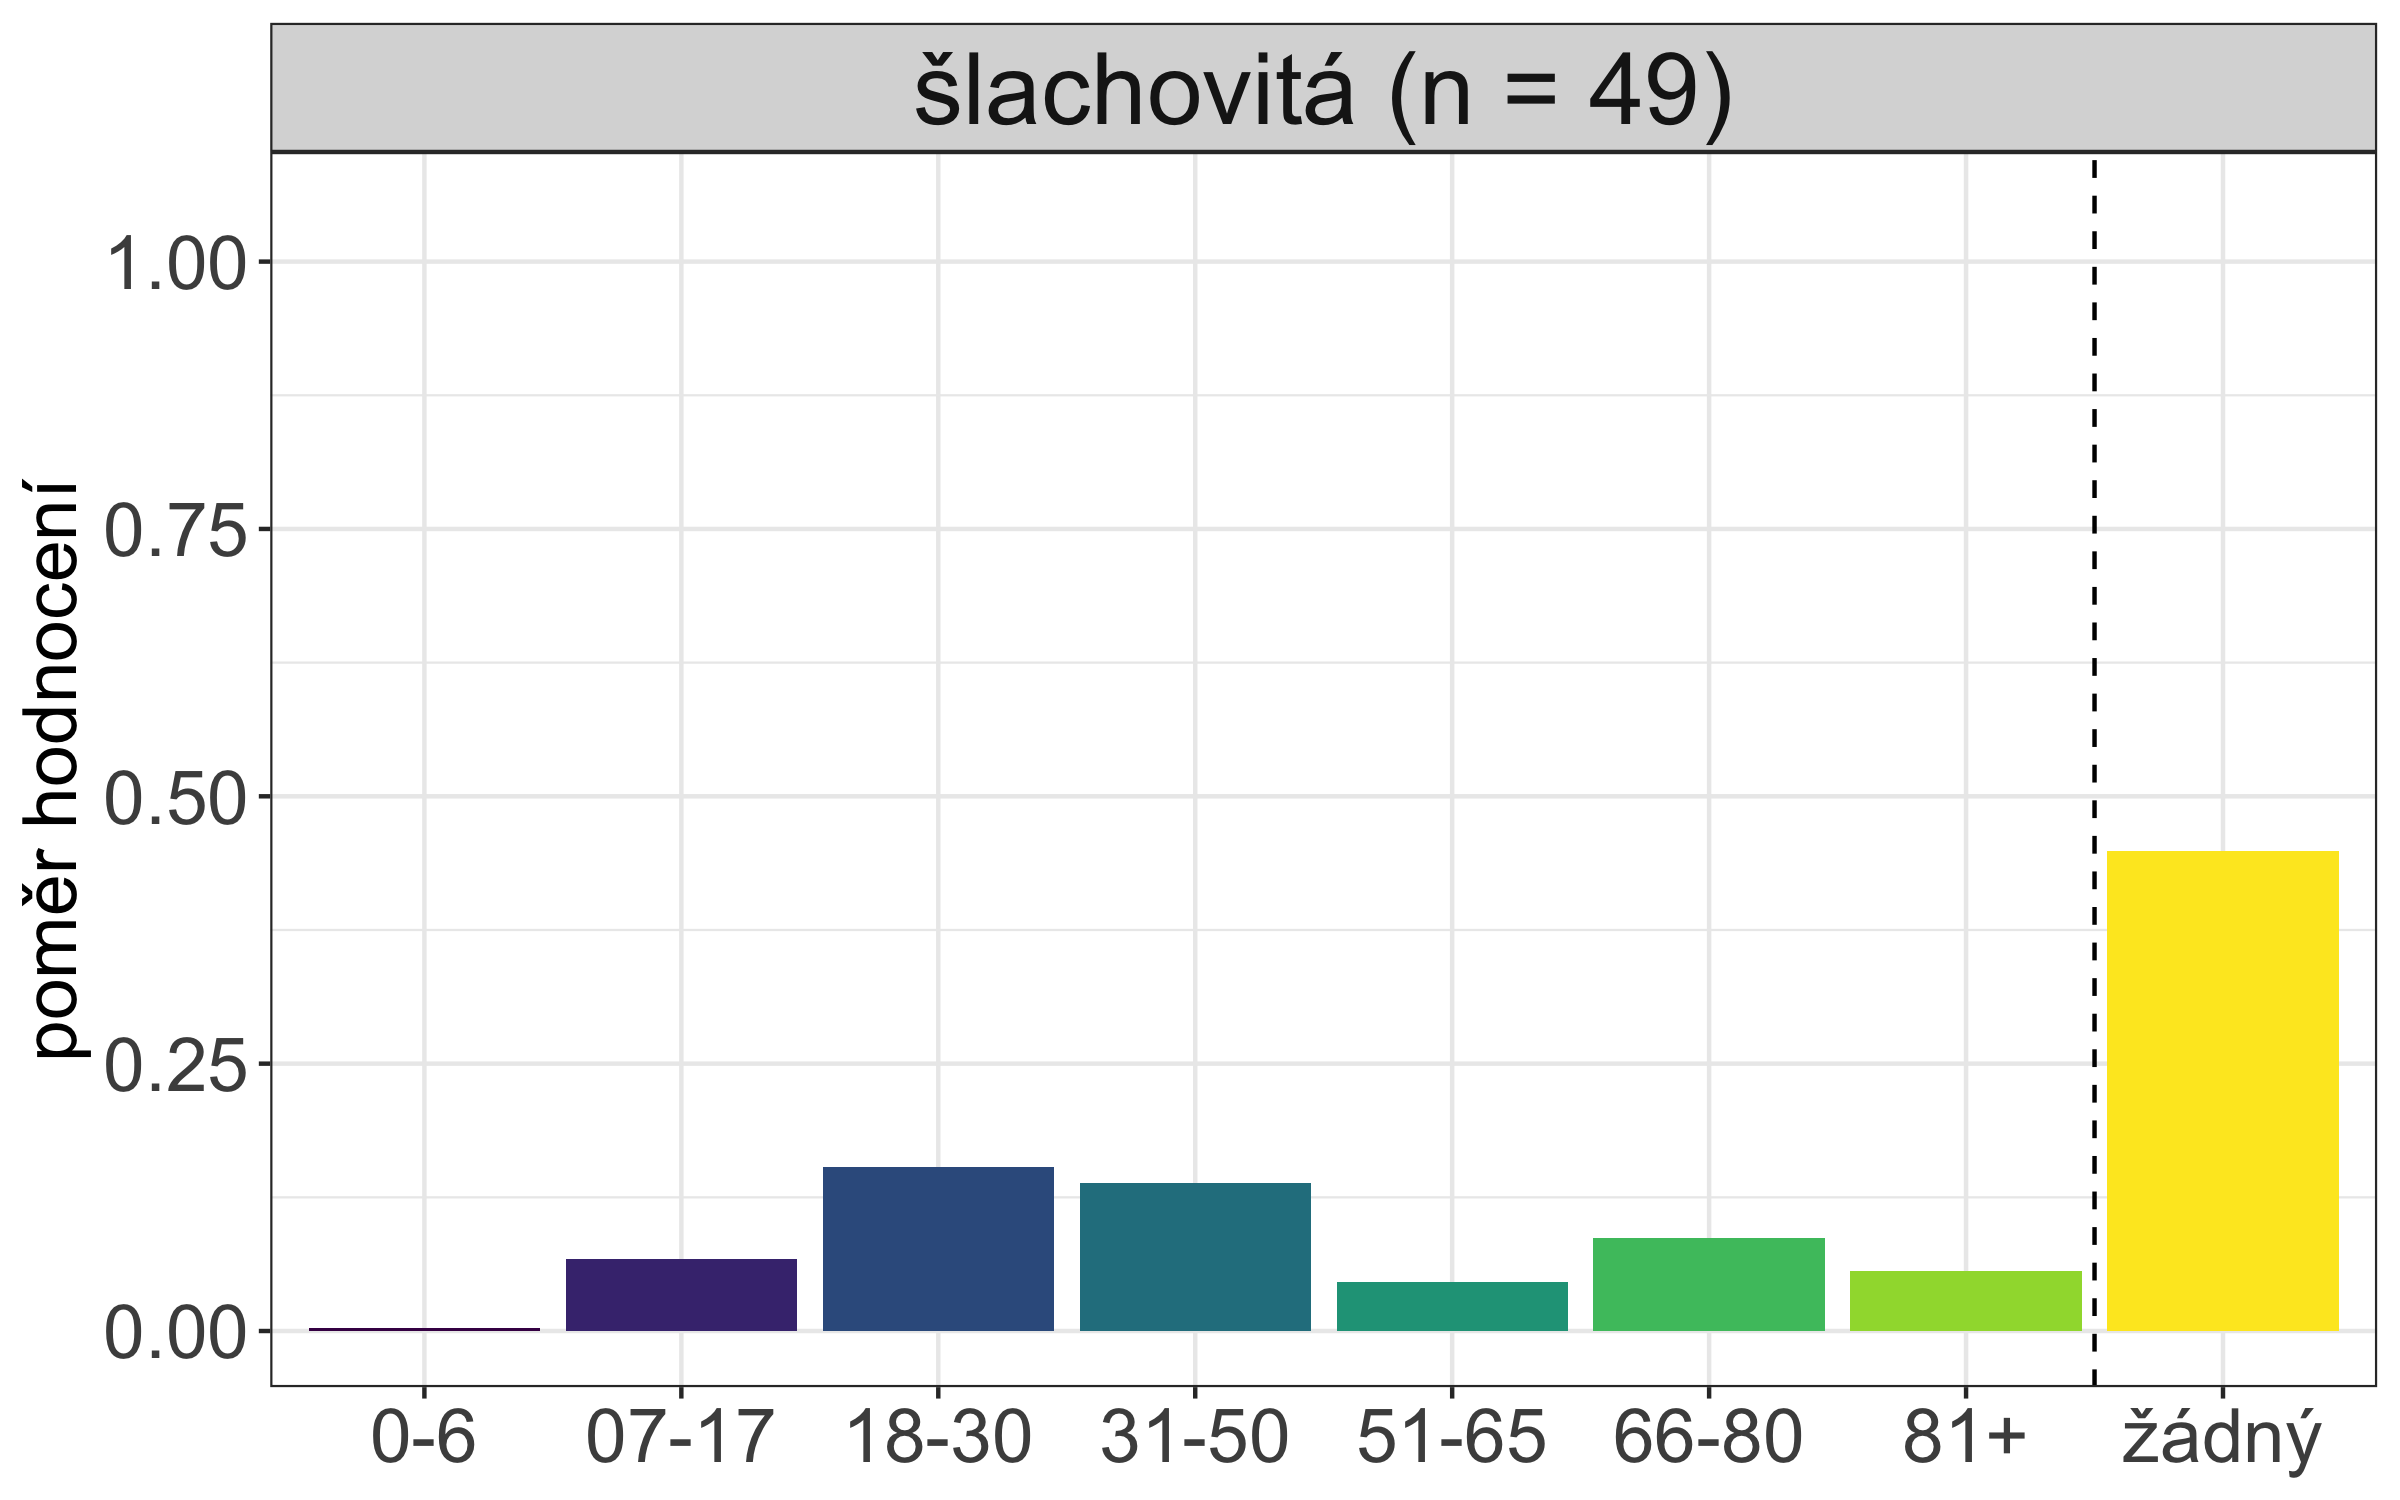 šlachovitá (n = 49)
poměr hodnocení
1.00
0.75
0.50
0.25
0.00
0-6 07-17 18-30 31-50 51-65 66-80 81+ žádný